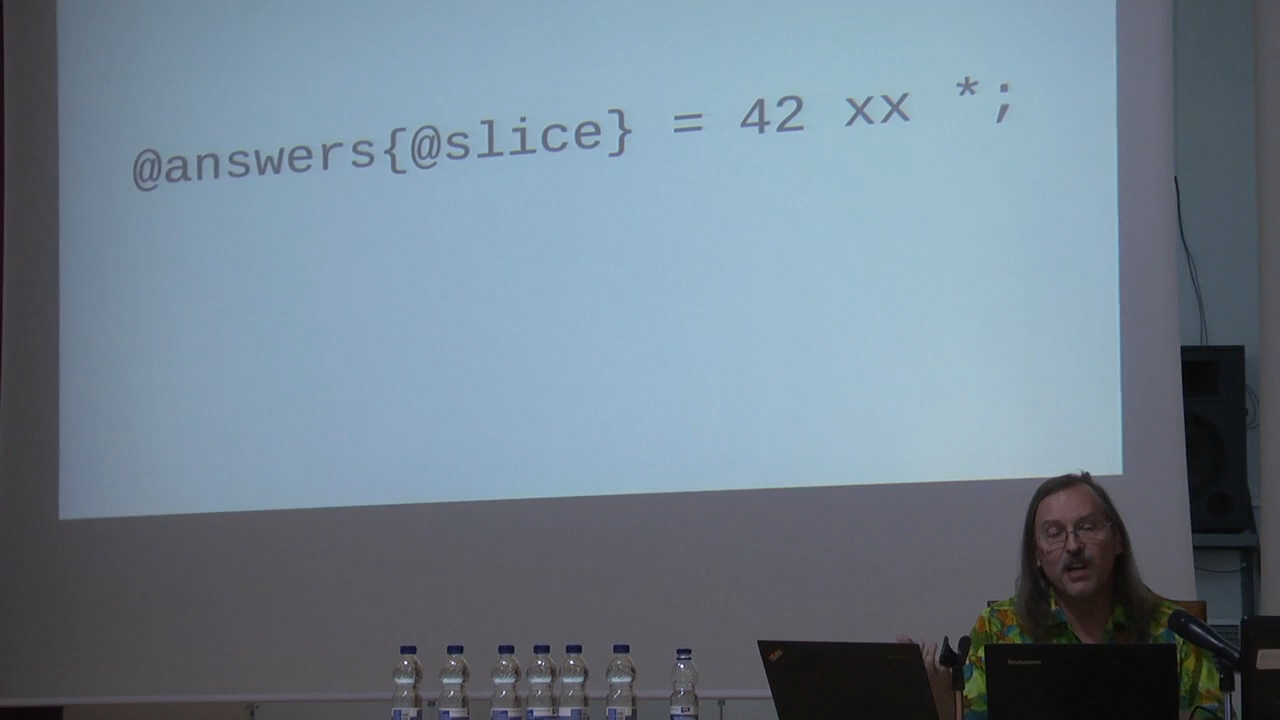 @answers{@slice} = 42 xx *;